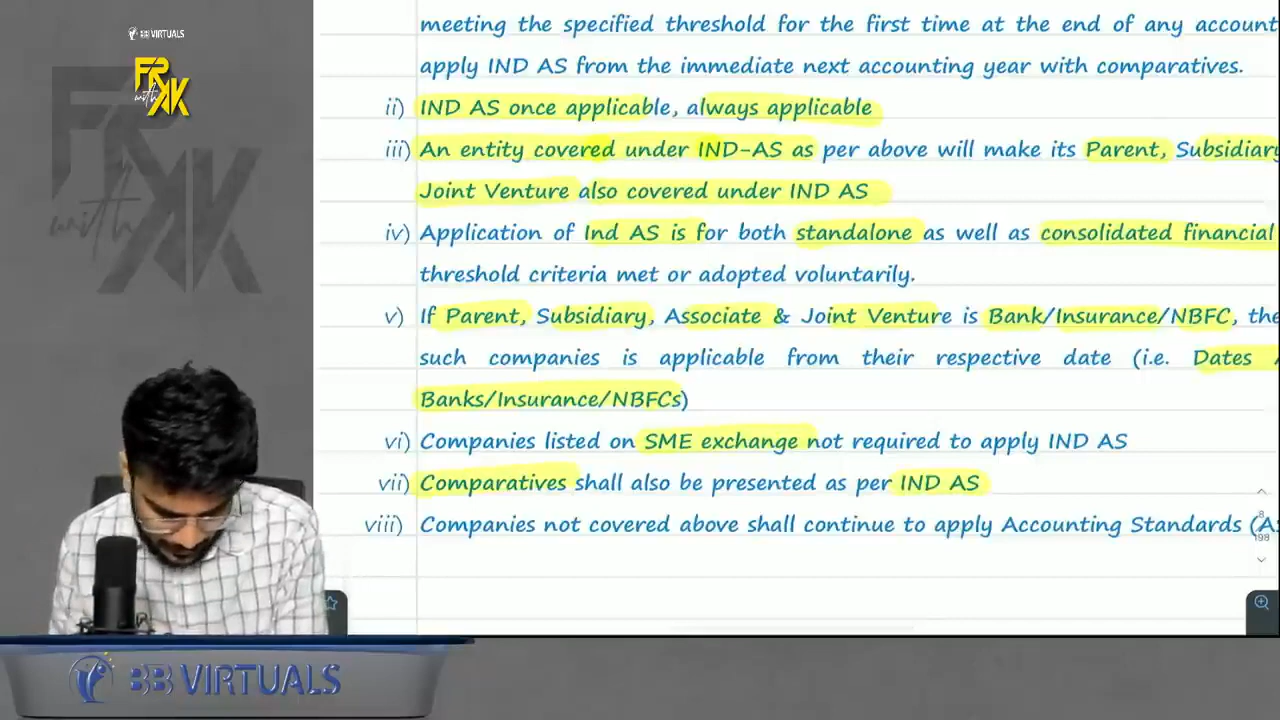 BB VIRTUALS
FR
with
AK
FR
with
AK
meeting the specified threshold for the first time at the end of any account
apply IND AS from the immediate next accounting year with comparatives.
ii) IND AS once applicable, always applicable
iii) An entity covered under IND-AS as per above will make its Parent, Subsidiary
Joint Venture also covered under IND AS
iv) Application of Ind AS is for both standalone as well as consolidated financial
threshold criteria met or adopted voluntarily.
v) If Parent, Subsidiary, Associate & Joint Venture is Bank/Insurance/NBFC, the
such companies is applicable from their respective date (i.e. Dates
Banks/Insurance/NBFCs)
vi) Companies listed on SME exchange not required to apply IND AS
vii) Comparatives shall also be presented as per IND AS
viii) Companies not covered above shall continue to apply Accounting Standards (AS
8
198
BB VIRTUALS